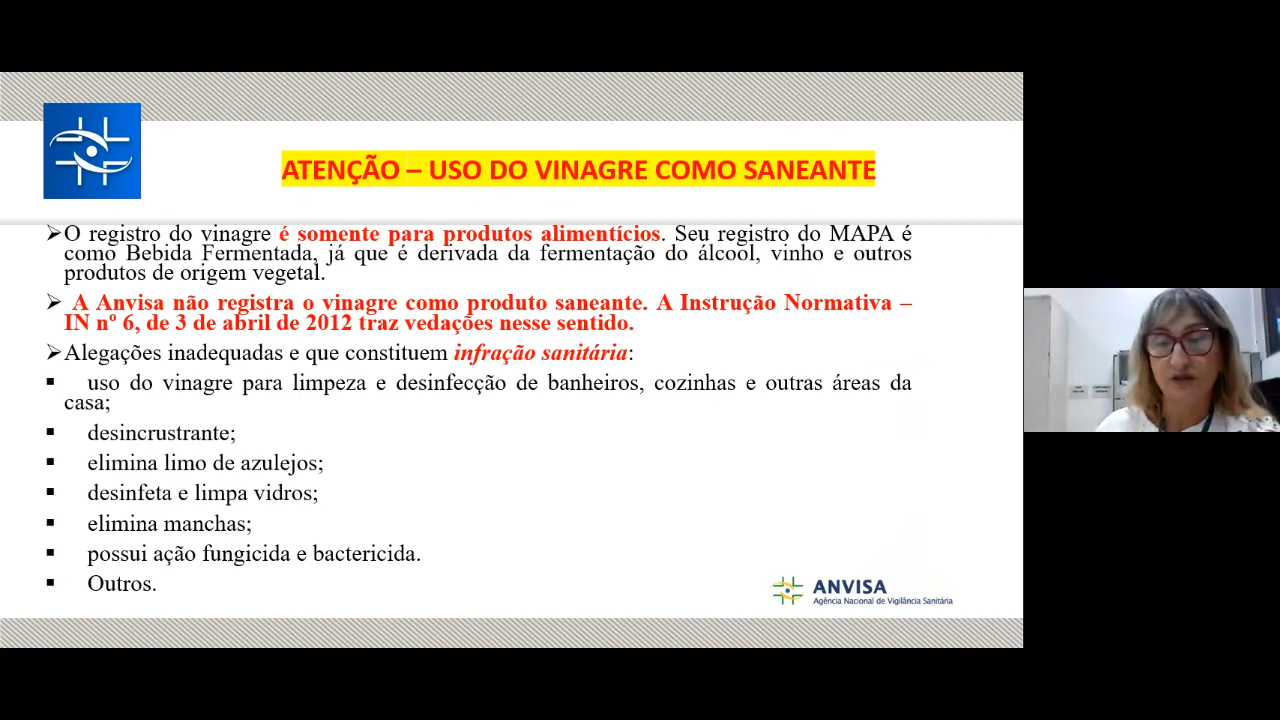 ATENÇÃO – USO DO VINAGRE COMO SANEANTE
➢O registro do vinagre é somente para produtos alimentícios. Seu registro do MAPA é
como Bebida Fermentada, já que é derivada da fermentação do álcool, vinho e outros
produtos de origem vegetal.
➢ A Anvisa não registra o vinagre como produto saneante. A Instrução Normativa –
IN nº 6, de 3 de abril de 2012 traz vedações nesse sentido.
➢Alegações inadequadas e que constituem infração sanitária:
▪ uso do vinagre para limpeza e desinfecção de banheiros, cozinhas e outras áreas da
casa;
▪ desincrustrante;
▪ elimina limo de azulejos;
▪ desinfeta e limpa vidros;
▪ elimina manchas;
▪ possui ação fungicida e bactericida.
▪ Outros.
ANVISA
Agência Nacional de Vigilância Sanitária